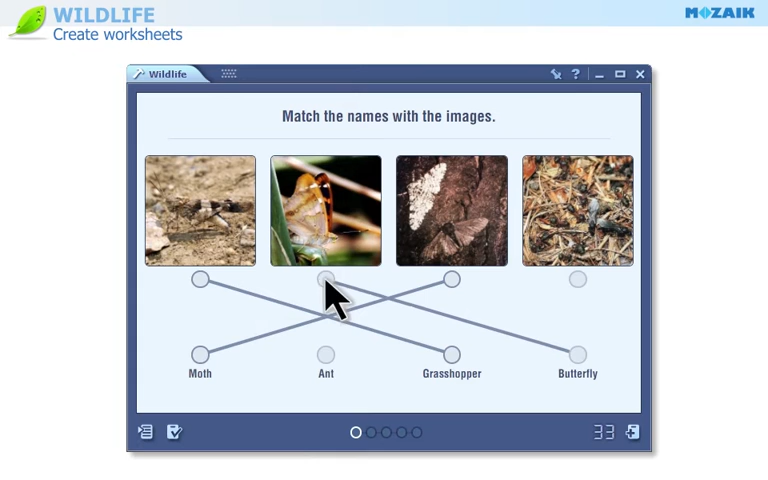 WILDLIFE
Create worksheets
MOZAIK
Wildlife
?
Match the names with the images.
Moth
Ant
Grasshopper
Butterfly
33